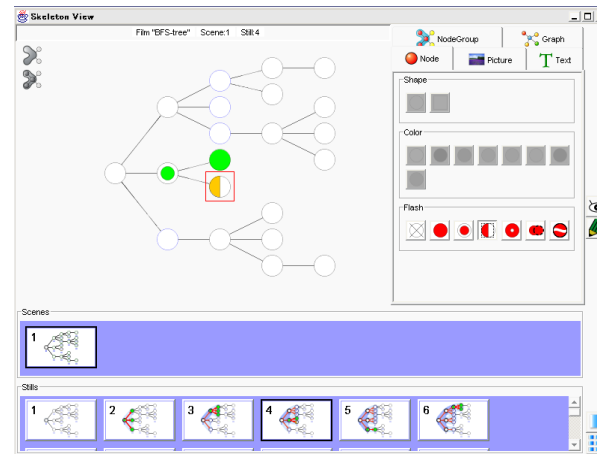 Skeleton View
Film "BFS-tree" Scene:1 Still:4
NodeGroup
Graph
Node
Picture
T Text
Shape
Color
Flash
Scenes
1
Stills
1
2
3
4
5
6